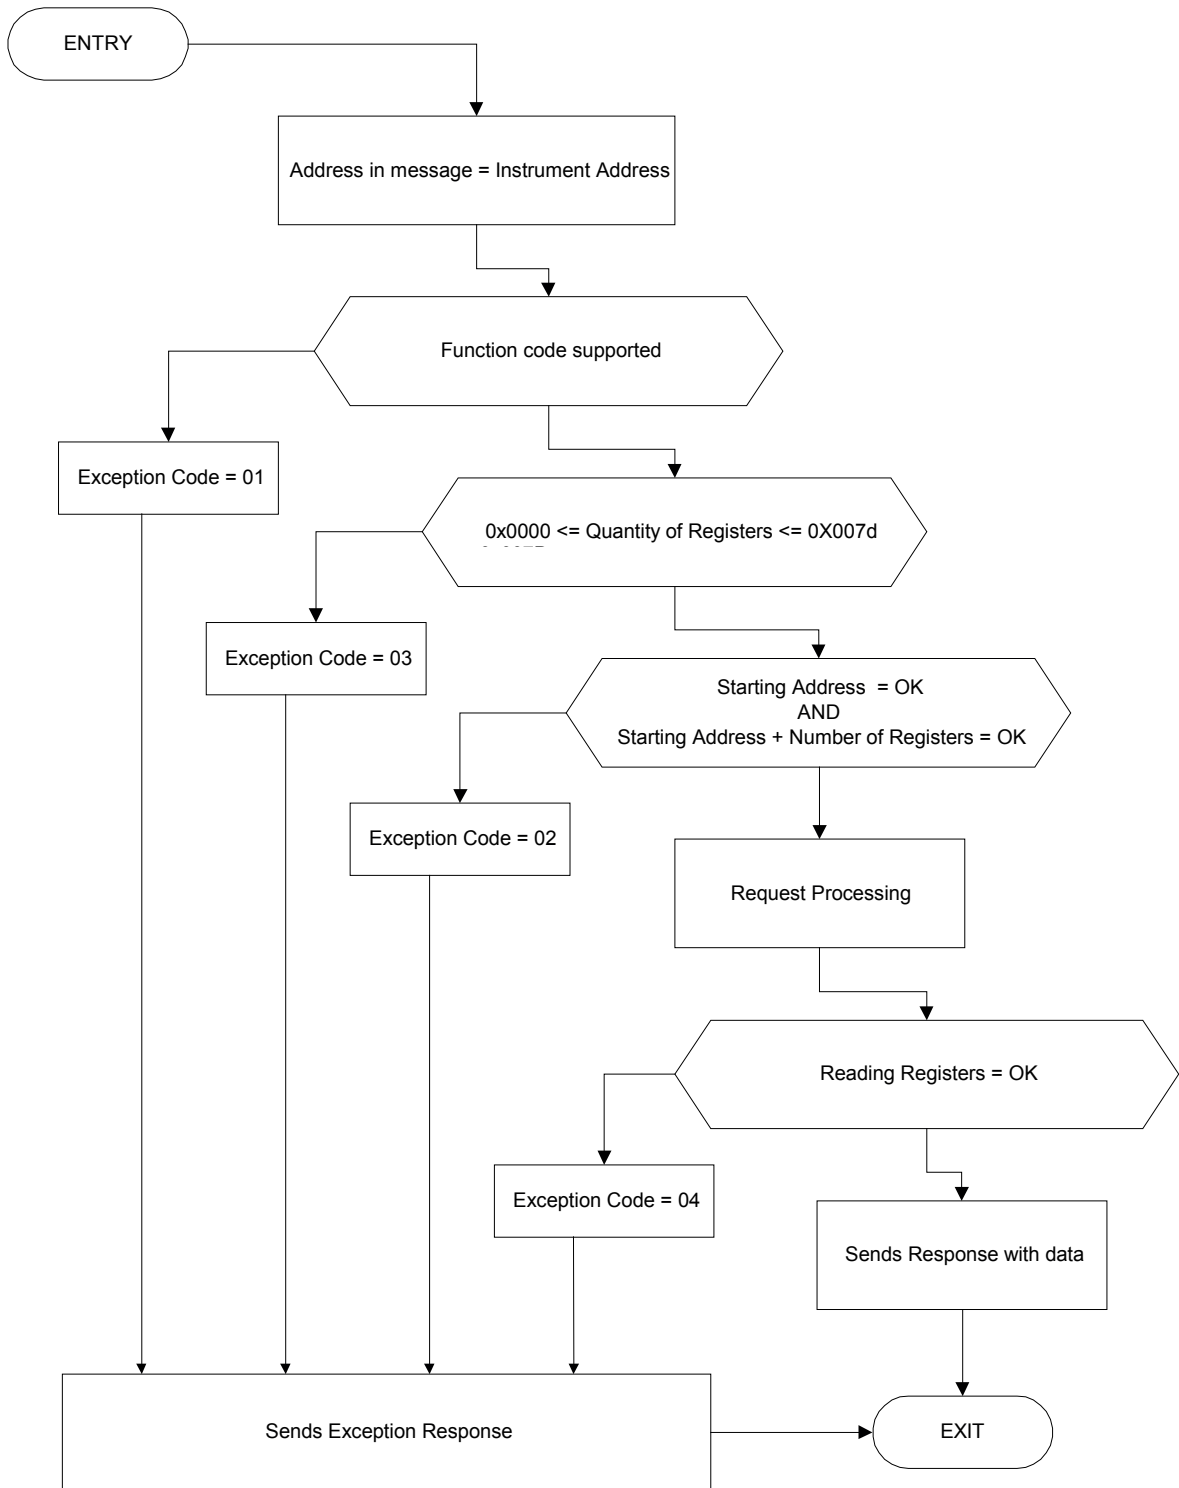 ENTRY
Address in message = Instrument Address
Function code supported
Exception Code = 01
0x0000 <= Quantity of Registers <= 0X007d
Exception Code = 03
Starting Address = OK
AND
Starting Address + Number of Registers = OK
Exception Code = 02
Request Processing
Reading Registers = OK
Exception Code = 04
Sends Response with data
Sends Exception Response
EXIT